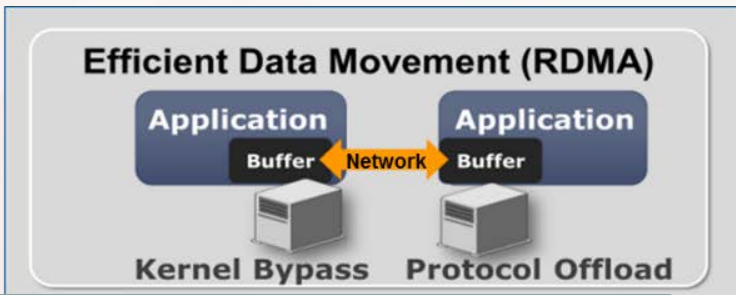 Efficient Data Movement (RDMA)
Application Application
Buffer Network Buffer
Kernel Bypass Protocol Offload